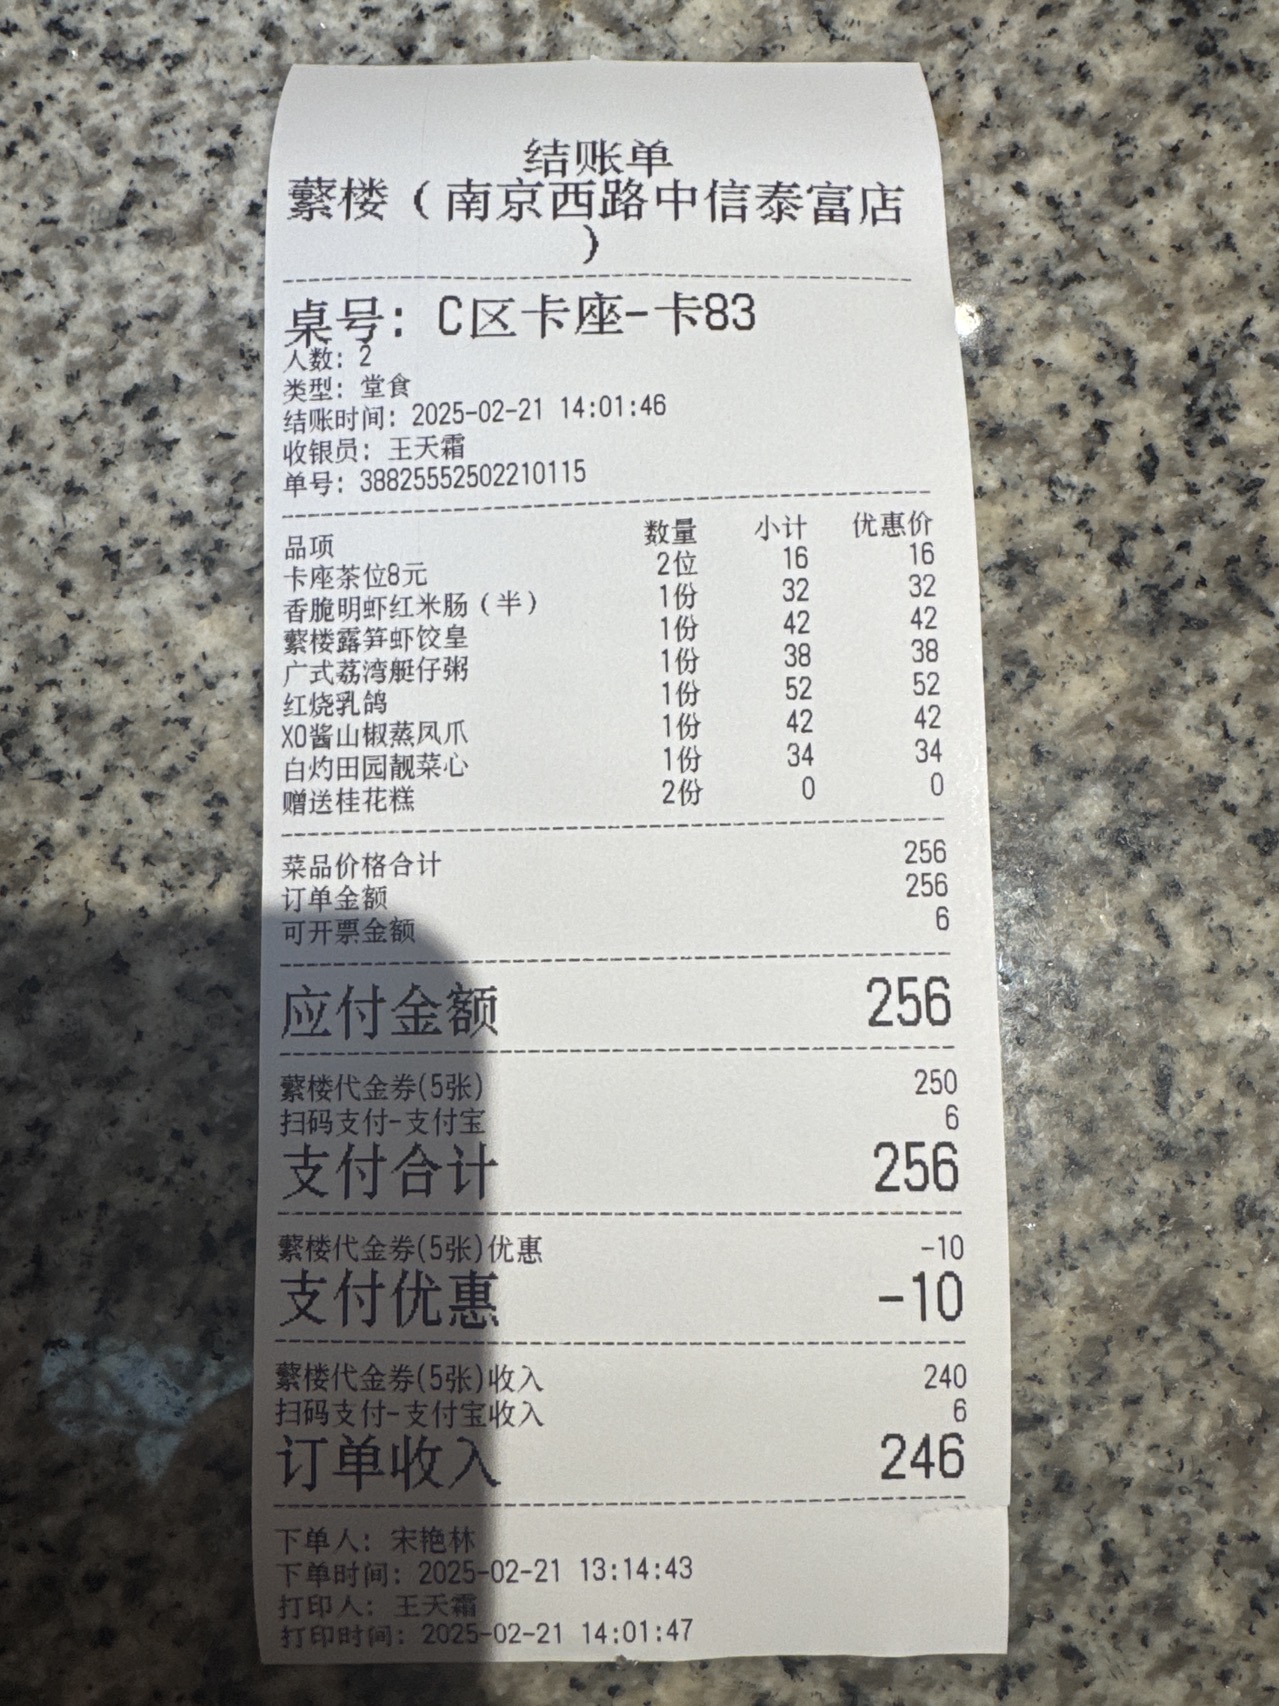 结账单
蘩楼（南京西路中信泰富店
）
桌号: C区卡座-卡83
人数: 2
类型: 堂食
结账时间: 2025-02-21 14:01:46
收银员: 王天霜
单号: 38825552502210115
品项 数量 小计 优惠价
卡座茶位8元 2位 16 16
香脆明虾红米肠（半） 1份 32 32
蘩楼露笋虾饺皇 1份 42 42
广式荔湾艇仔粥 1份 38 38
红烧乳鸽 1份 52 52
XO酱山椒蒸凤爪 1份 42 42
白灼田园靓菜心 1份 34 34
赠送桂花糕 2份 0 0
菜品价格合计 256
订单金额 256
可开票金额 6
应付金额 256
蘩楼代金券(5张) 250
扫码支付-支付宝 6
支付合计 256
蘩楼代金券(5张)优惠 -10
支付优惠 -10
蘩楼代金券(5张)收入 240
扫码支付-支付宝收入 6
订单收入 246
下单人: 宋艳林
下单时间: 2025-02-21 13:14:43
打印人: 王天霜
打印时间: 2025-02-21 14:01:47